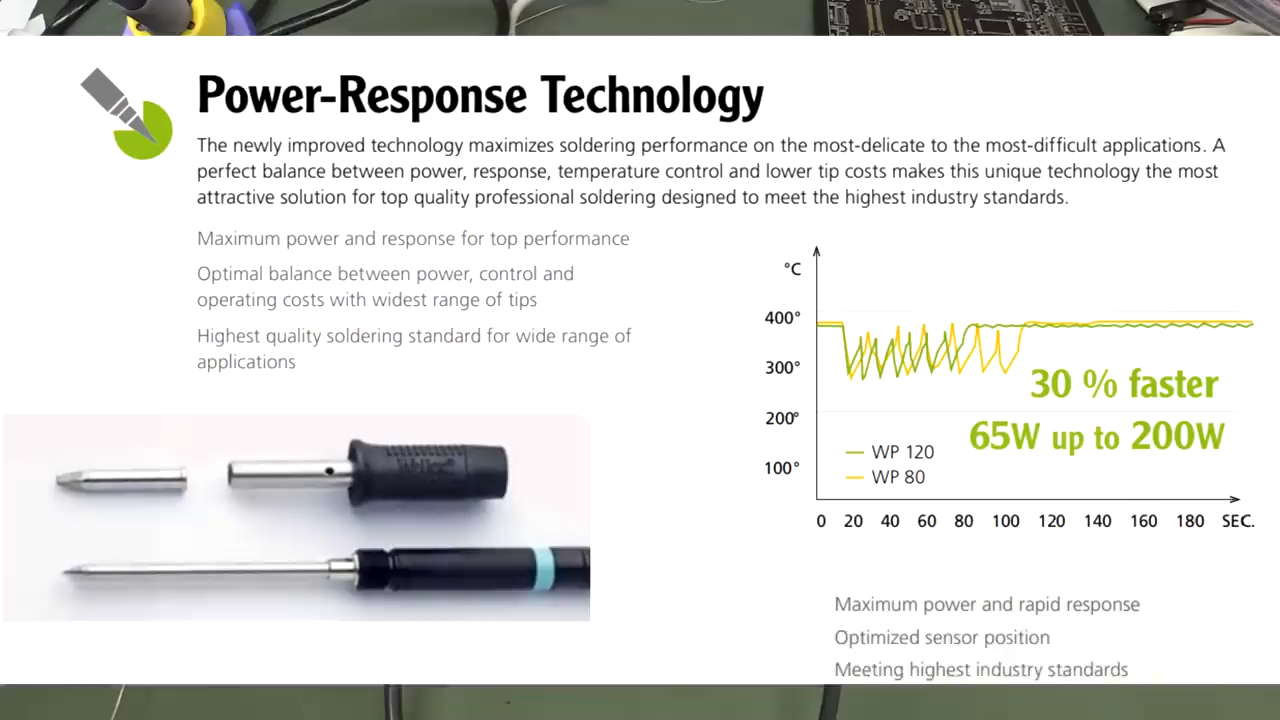 Power-Response Technology
The newly improved technology maximizes soldering performance on the most-delicate to the most-difficult applications. A
perfect balance between power, response, temperature control and lower tip costs makes this unique technology the most
attractive solution for top quality professional soldering designed to meet the highest industry standards.
Maximum power and response for top performance
Optimal balance between power, control and
operating costs with widest range of tips
Highest quality soldering standard for wide range of
applications
°C
400°
300°
200°
100°
30 % faster
65W up to 200W
WP 120
WP 80
0 20 40 60 80 100 120 140 160 180 SEC.
Weller
Maximum power and rapid response
Optimized sensor position
Meeting highest industry standards